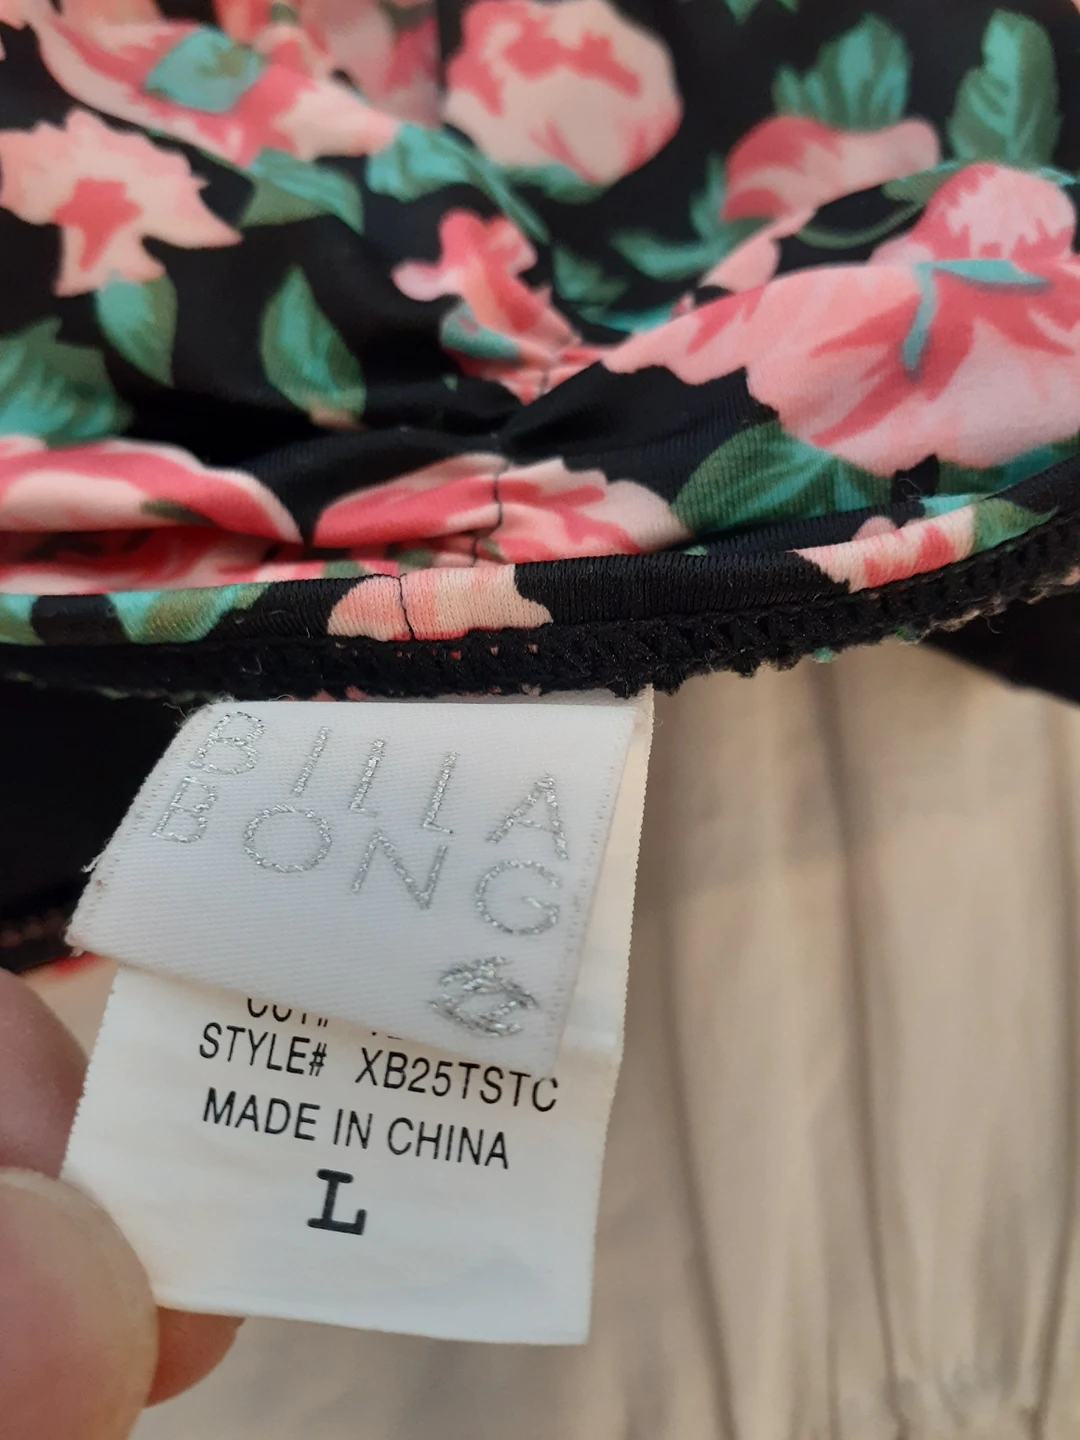 BILLA
BONG
STYLE# XB25TSTC
MADE IN CHINA
L